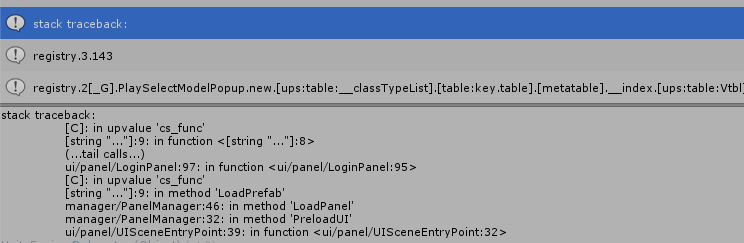 stack traceback:
registry.3.143
registry.2[_G].PlaySelectModelPopup.new.[ups:table:__classTypeList].[table:key.table].[metatable].__index.[ups:table:Vtbl]
stack traceback:
[C]: in upvalue 'cs_func'
[string "..."]:9: in function <[string "..."]:8>
(...tail calls...)
ui/panel/LoginPanel:97: in function <ui/panel/LoginPanel:95>
[C]: in upvalue 'cs_func'
[string "..."]:9: in method 'LoadPrefab'
manager/PanelManager:46: in method 'LoadPanel'
manager/PanelManager:32: in method 'PreloadUI'
ui/panel/UISceneEntryPoint:39: in function <ui/panel/UISceneEntryPoint:32>